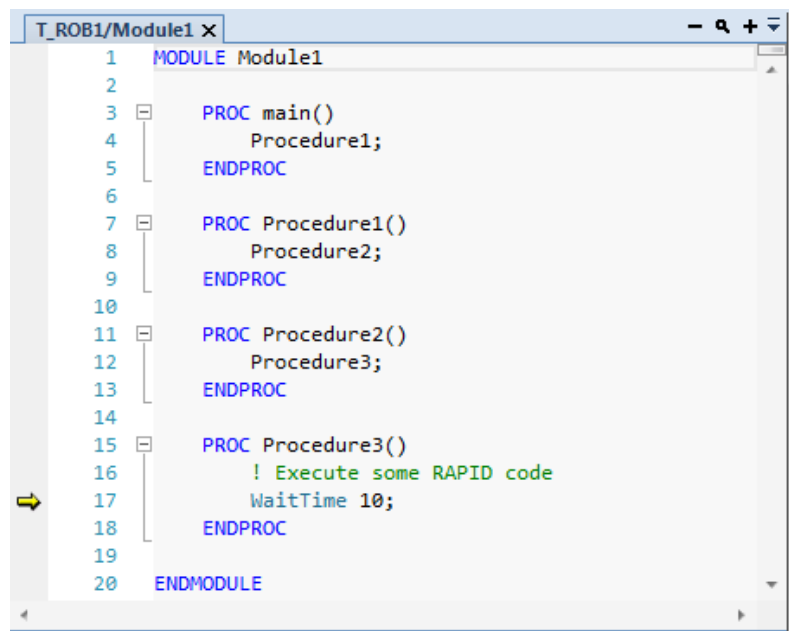 T_ROB1/Module1
1 MODULE Module1
2
3 PROC main()
4 Procedure1;
5 ENDPROC
6
7 PROC Procedure1()
8 Procedure2;
9 ENDPROC
10
11 PROC Procedure2()
12 Procedure3;
13 ENDPROC
14
15 PROC Procedure3()
16 ! Execute some RAPID code
17 WaitTime 10;
18 ENDPROC
19
20 ENDMODULE